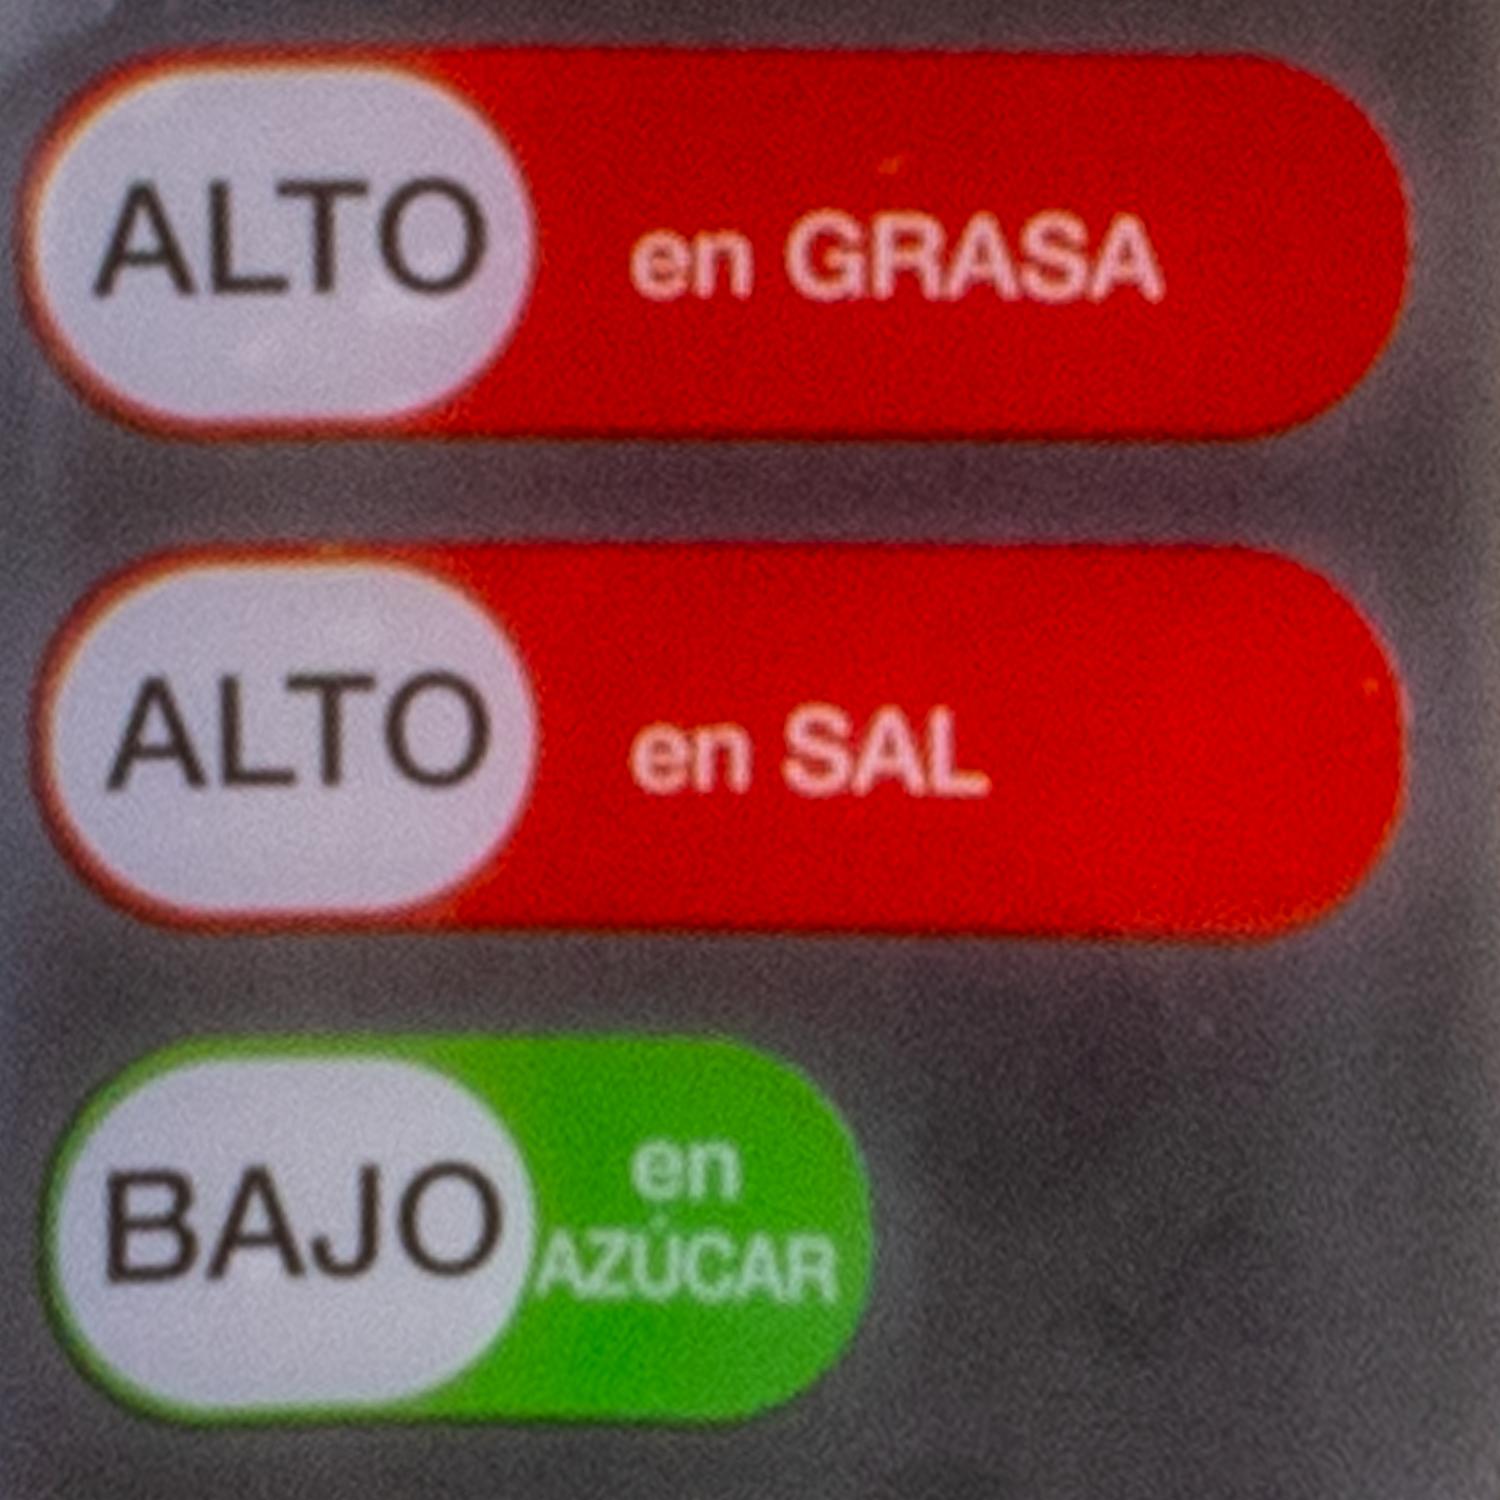 ALTO en GRASA
ALTO en SAL
BAJO en
AZÚCAR